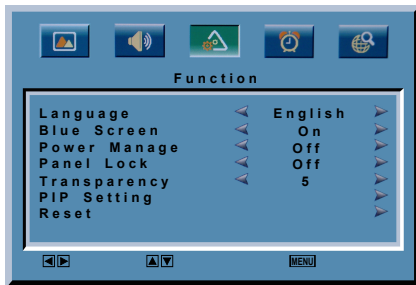 Function
Language English
Blue Screen On
Power Manage Off
Panel Lock Off
Transparency 5
PIP Setting
Reset
MENU